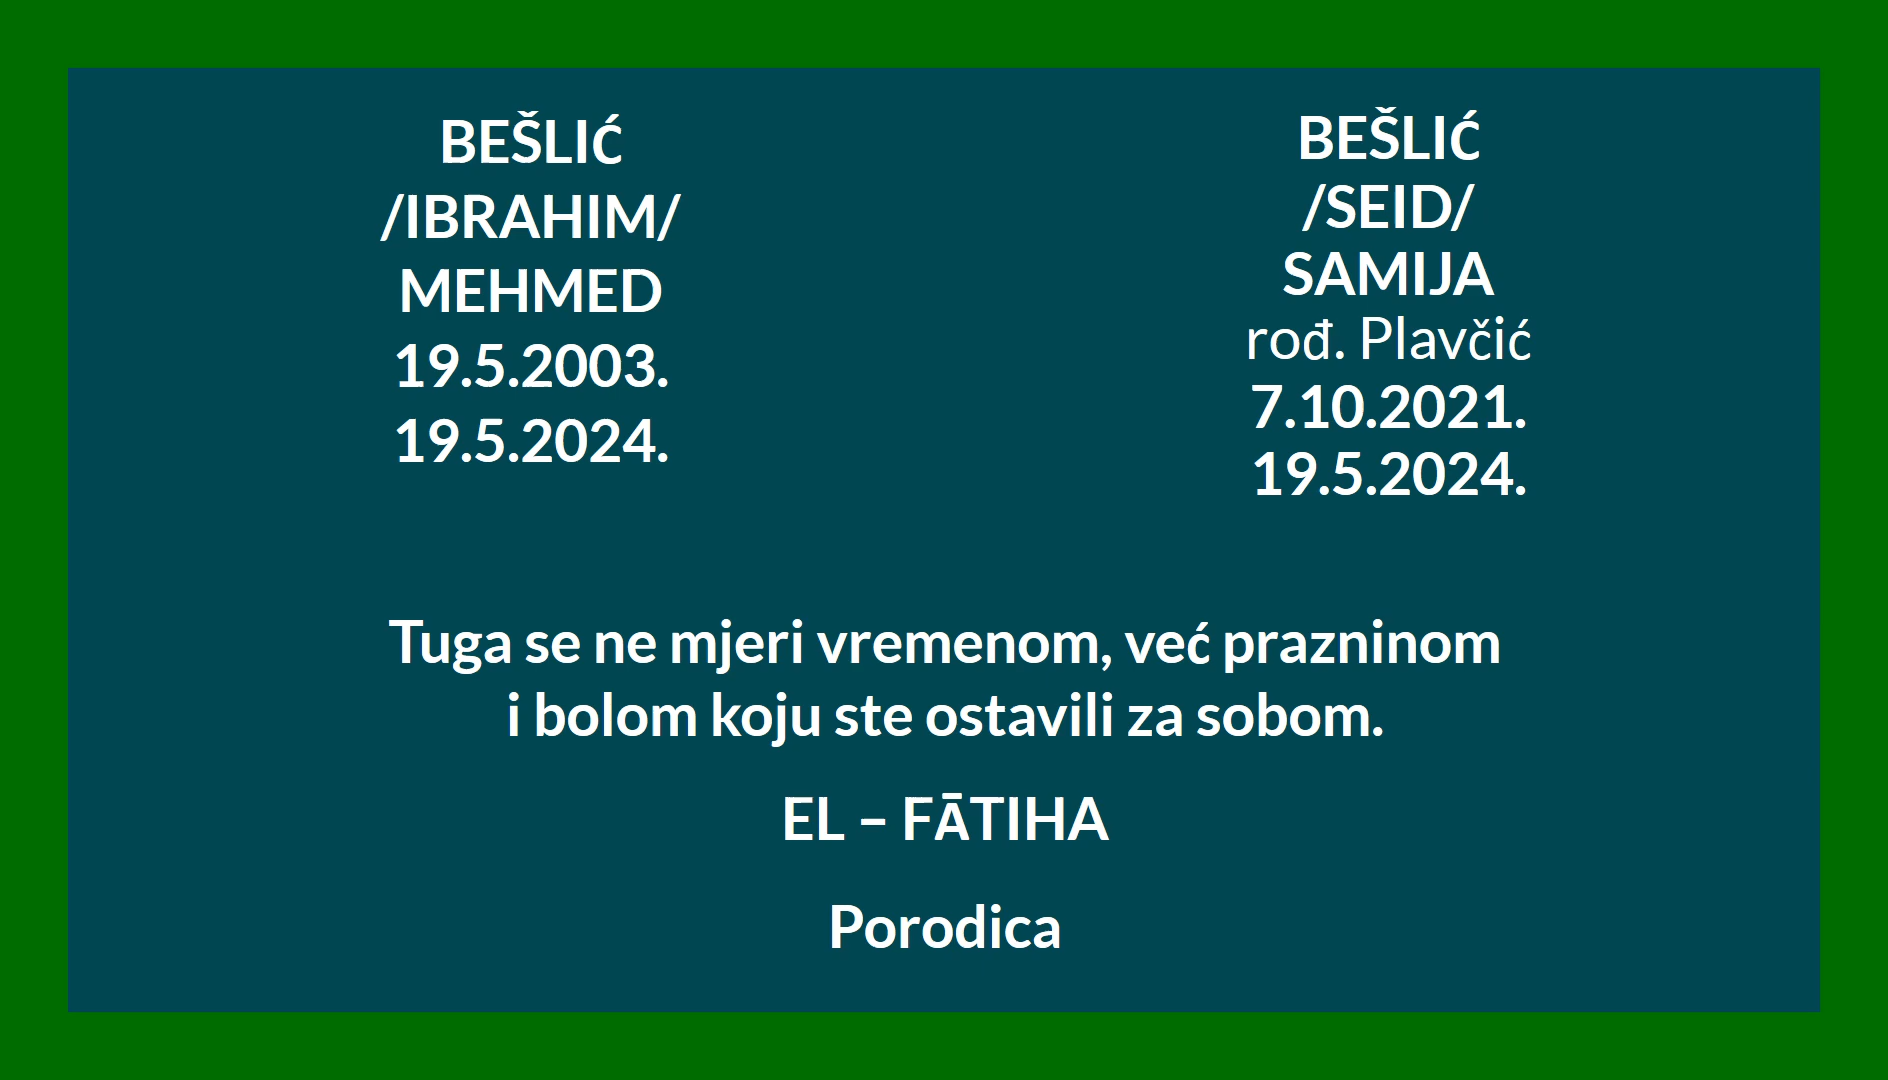 BEŠLIĆ
/IBRAHIM/
MEHMED
19.5.2003.
19.5.2024.
BEŠLIĆ
/SEID/
SAMIJA
rođ. Plavčić
7.10.2021.
19.5.2024.
Tuga se ne mjeri vremenom, već prazninom
i bolom koju ste ostavili za sobom.
EL – FĀTIHA
Porodica